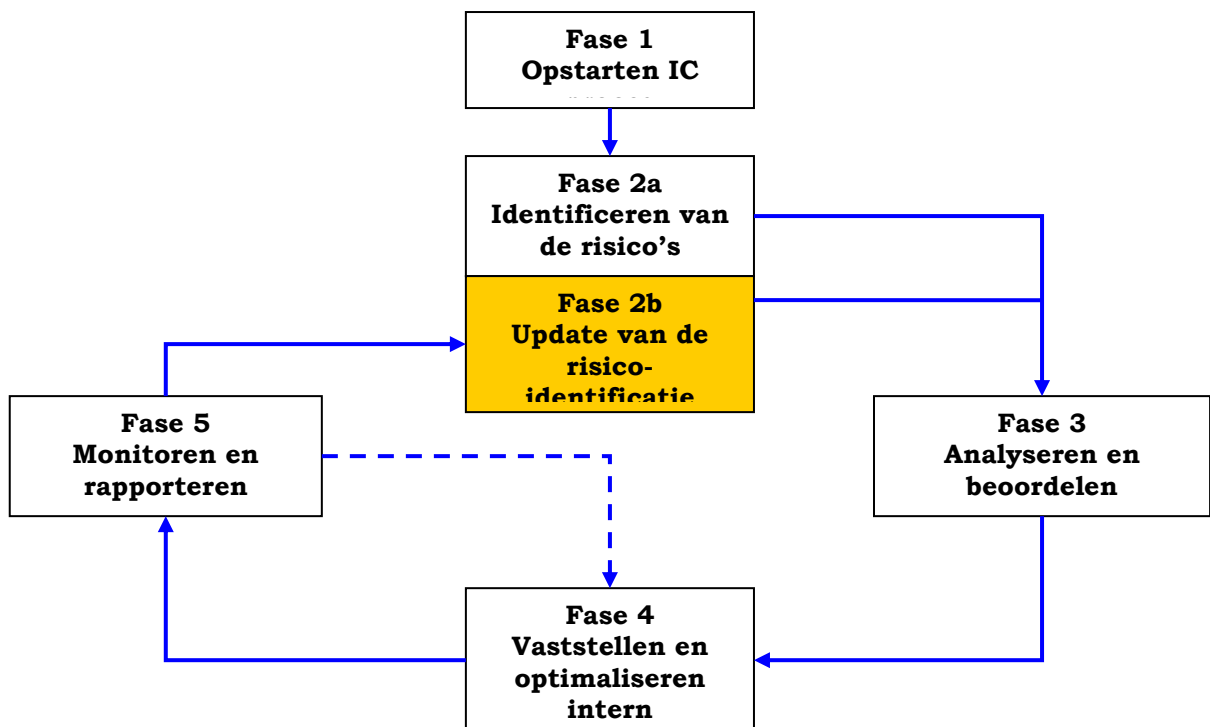 Fase 1
Opstarten IC
Fase 2a
Identificeren van
de risico’s
Fase 2b
Update van de
risico-
identificatie
Fase 5
Monitoren en
rapporteren
Fase 3
Analyseren en
beoordelen
Fase 4
Vaststellen en
optimaliseren
intern